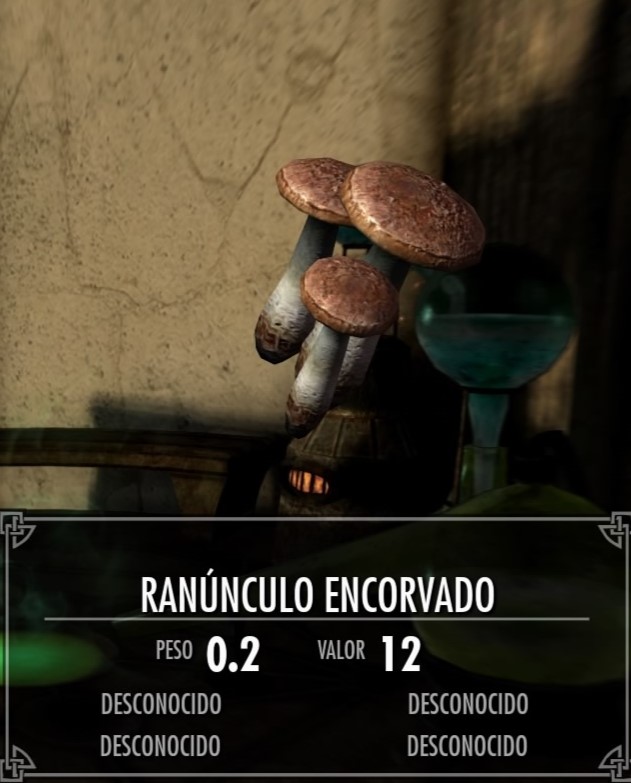 RANÚNCULO ENCORVADO
PESO 0.2 VALOR 12
DESCONOCIDO DESCONOCIDO
DESCONOCIDO DESCONOCIDO